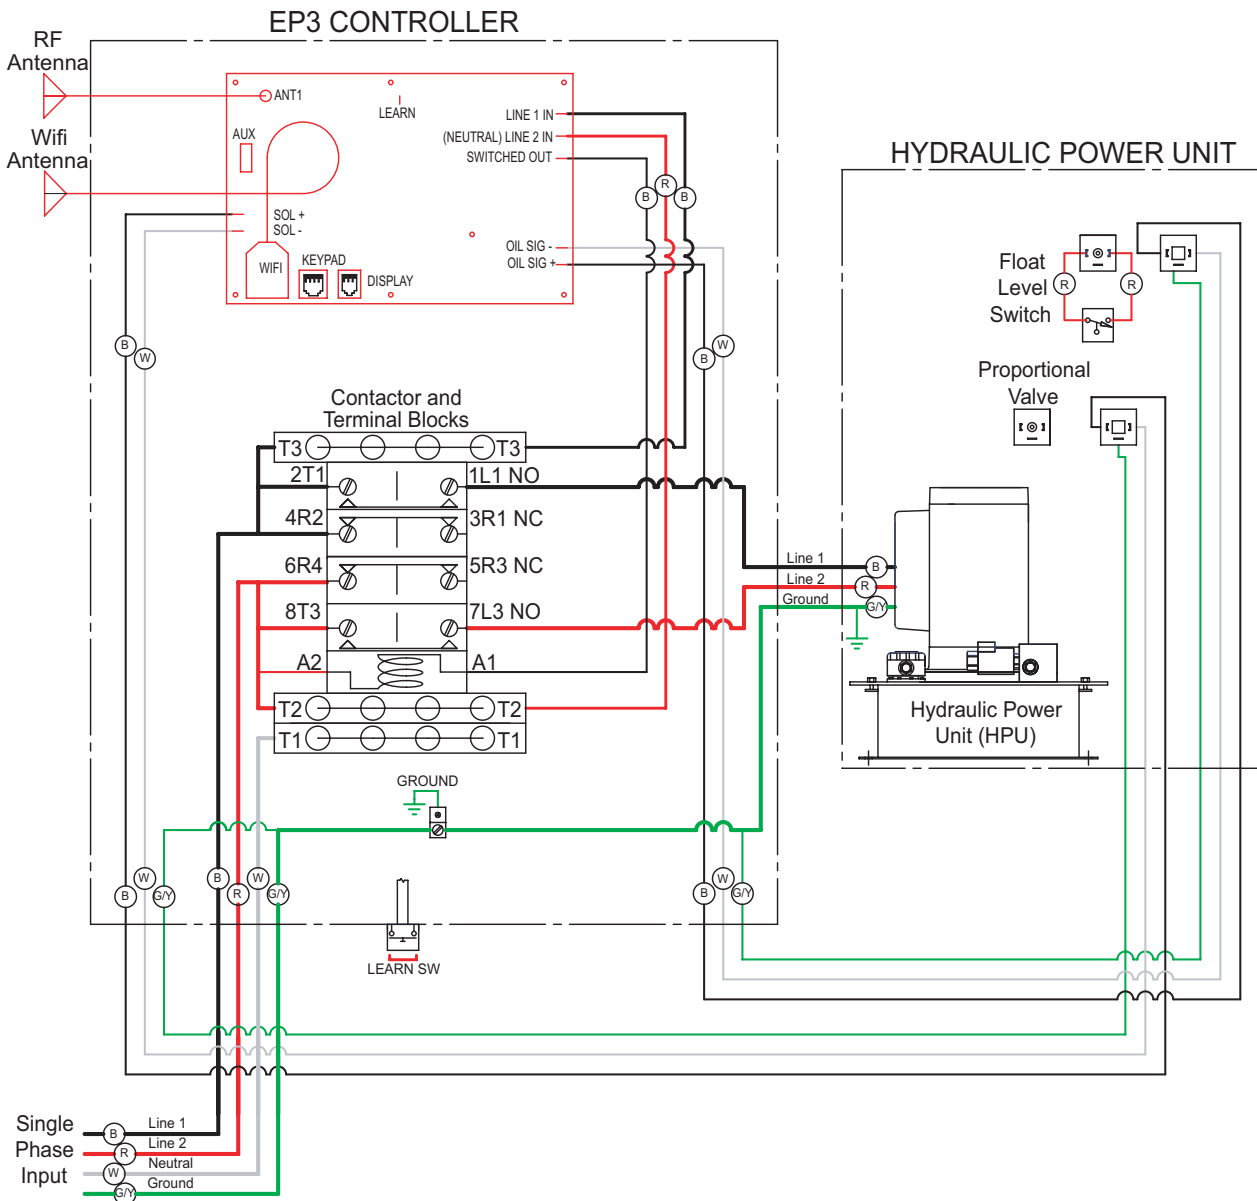 EP3 CONTROLLER
RF
Antenna
Wifi
Antenna
ANT1
LEARN
AUX
LINE 1 IN
(NEUTRAL) LINE 2 IN
SWITCHED OUT
SOL +
SOL -
OIL SIG -
OIL SIG +
WIFI
KEYPAD
DISPLAY
B
R
B
B
W
B
W
HYDRAULIC POWER UNIT
Float
Level
Switch
R
R
Proportional
Valve
Contactor and
Terminal Blocks
T3
T3
2T1
1L1 NO
4R2
3R1 NC
6R4
5R3 NC
8T3
7L3 NO
A2
A1
T2
T2
T1
T1
Line 1
B
Line 2
R
Ground
G/Y
Hydraulic Power
Unit (HPU)
GROUND
B
W
G/Y
B
R
W
G/Y
B
W
G/Y
LEARN SW
Single
Phase
Input
B
Line 1
R
Line 2
W
Neutral
G/Y
Ground